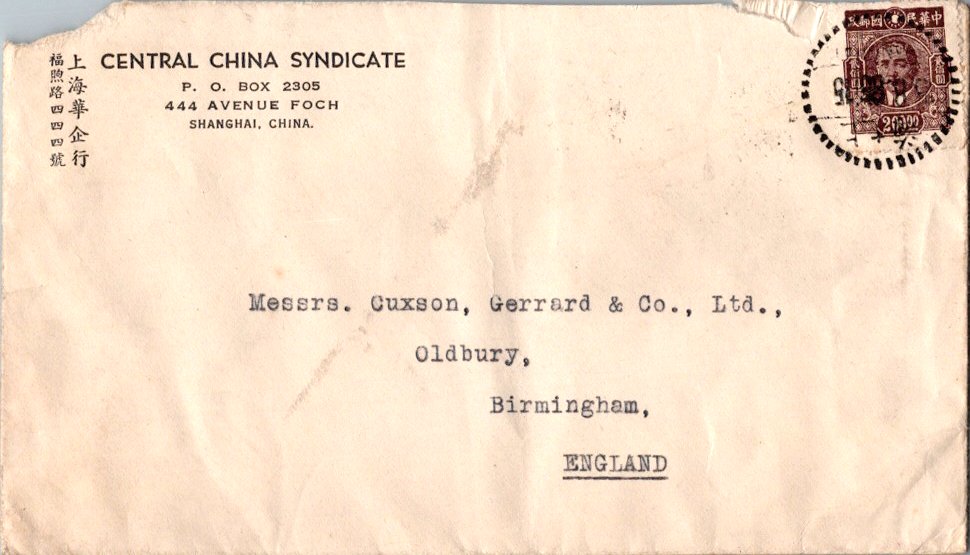 CENTRAL CHINA SYNDICATE
P. O. BOX 2305
444 AVENUE FOCH
SHANGHAI, CHINA.
上海華企行
福煦路四四四號
中華民國郵政
20000
Messrs. Cuxson, Gerrard & Co., Ltd.,
Oldbury,
Birmingham,
ENGLAND